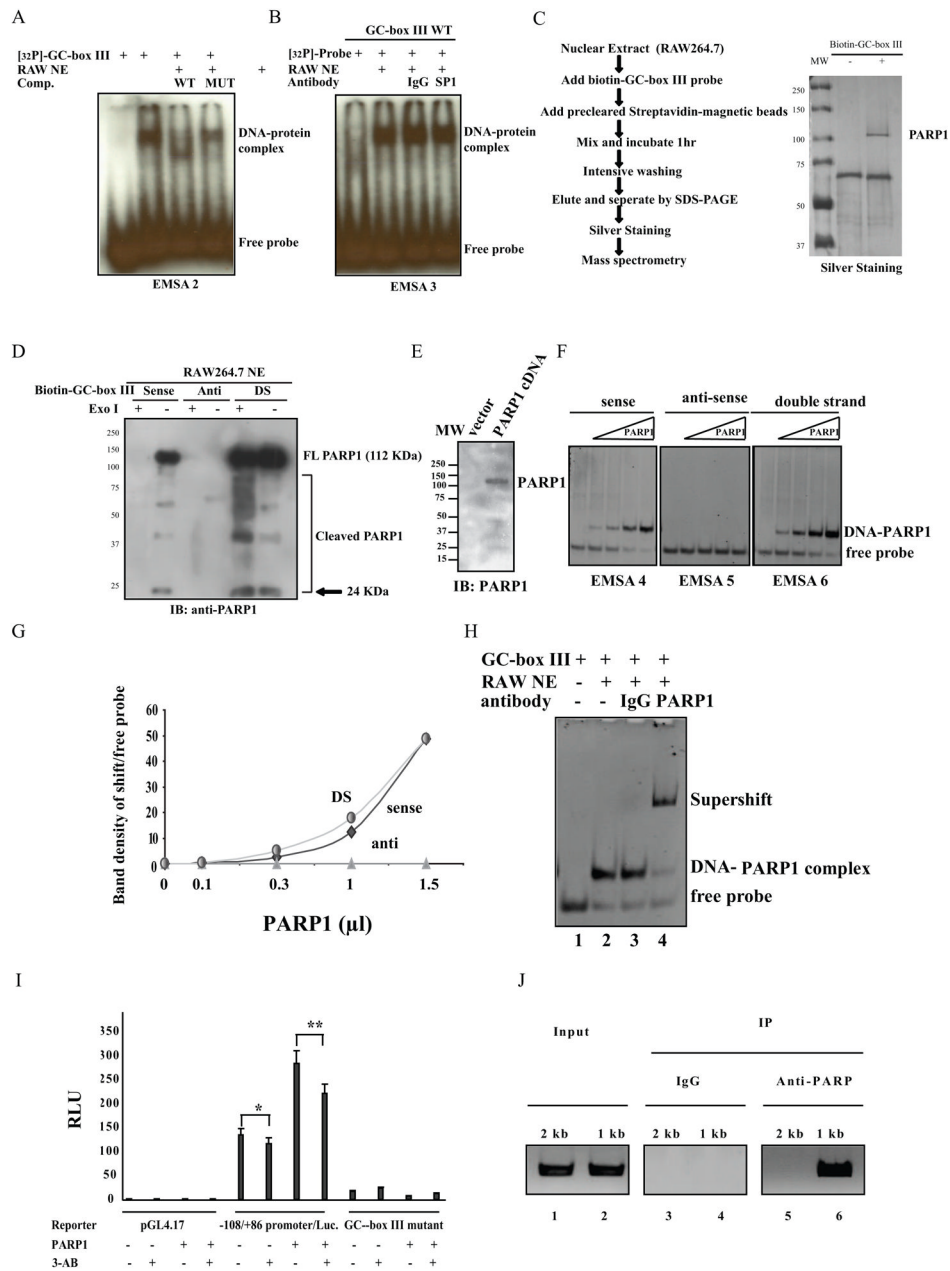 A
[32P]-GC-box III + + + +
RAW NE + + +
Comp. WT MUT
DNA-protein
complex
Free probe
EMSA 2
B
GC-box III WT
[32P]-Probe + + + +
RAW NE + + +
Antibody IgG SP1
DNA-protein
complex
Free probe
EMSA 3
C
Nuclear Extract (RAW264.7)
Add biotin-GC-box III probe
Add precleared Streptavidin-magnetic beads
Mix and incubate 1hr
Intensive washing
Elute and seperate by SDS-PAGE
Silver Staining
Mass spectrometry
Biotin-GC-box III
MW - +
250
150
100
75
50
37
PARP1
Silver Staining
D
RAW264.7 NE
Biotin-GC-box III Sense Anti DS
Exo I + - + - + -
250
150
100
75
50
37
25
FL PARP1 (112 KDa)
Cleaved PARP1
24 KDa
IB: anti-PARP1
E
MW vector PARP1 cDNA
250
150
100
75
50
37
25
15
PARP1
IB: PARP1
F
sense anti-sense double strand
PARP1 PARP1 PARP1
DNA-PARP1
free probe
EMSA 4 EMSA 5 EMSA 6
G
Band density of shift/free probe
60
50
40
30
20
10
0
DS
sense
anti
0 0.1 0.3 1 1.5
PARP1 (µl)
H
GC-box III + + + +
RAW NE - + + +
antibody - - IgG PARP1
Supershift
DNA- PARP1 complex
free probe
1 2 3 4
I
RLU
350
300
250
200
150
100
50
0
* **
Reporter pGL4.17 -108/+86 promoter/Luc. GC--box III mutant
PARP1 - - + + - - + + - - + +
3-AB - + - + - + - + - + - +
J
Input IP
IgG Anti-PARP
2 kb 1 kb 2 kb 1 kb 2 kb 1 kb
1 2 3 4 5 6